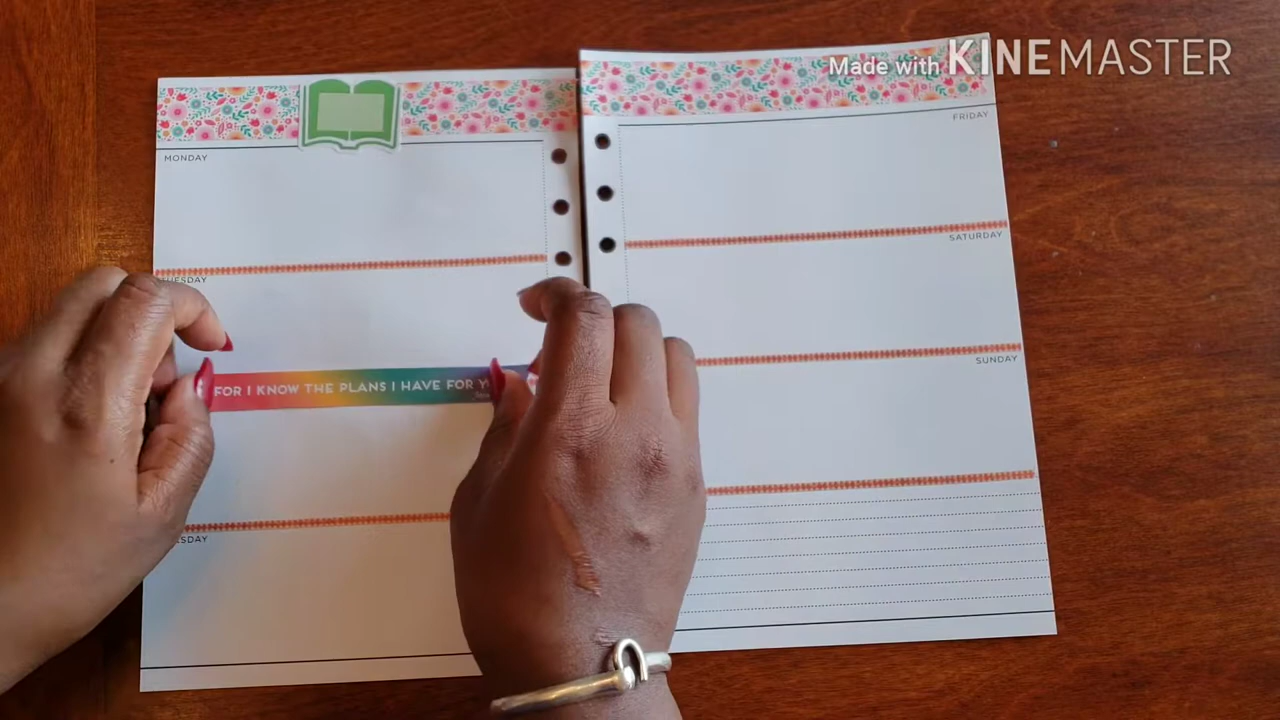 Made with KINEMASTER
MONDAY
FRIDAY
SATURDAY
SUNDAY
FOR I KNOW THE PLANS I HAVE FOR